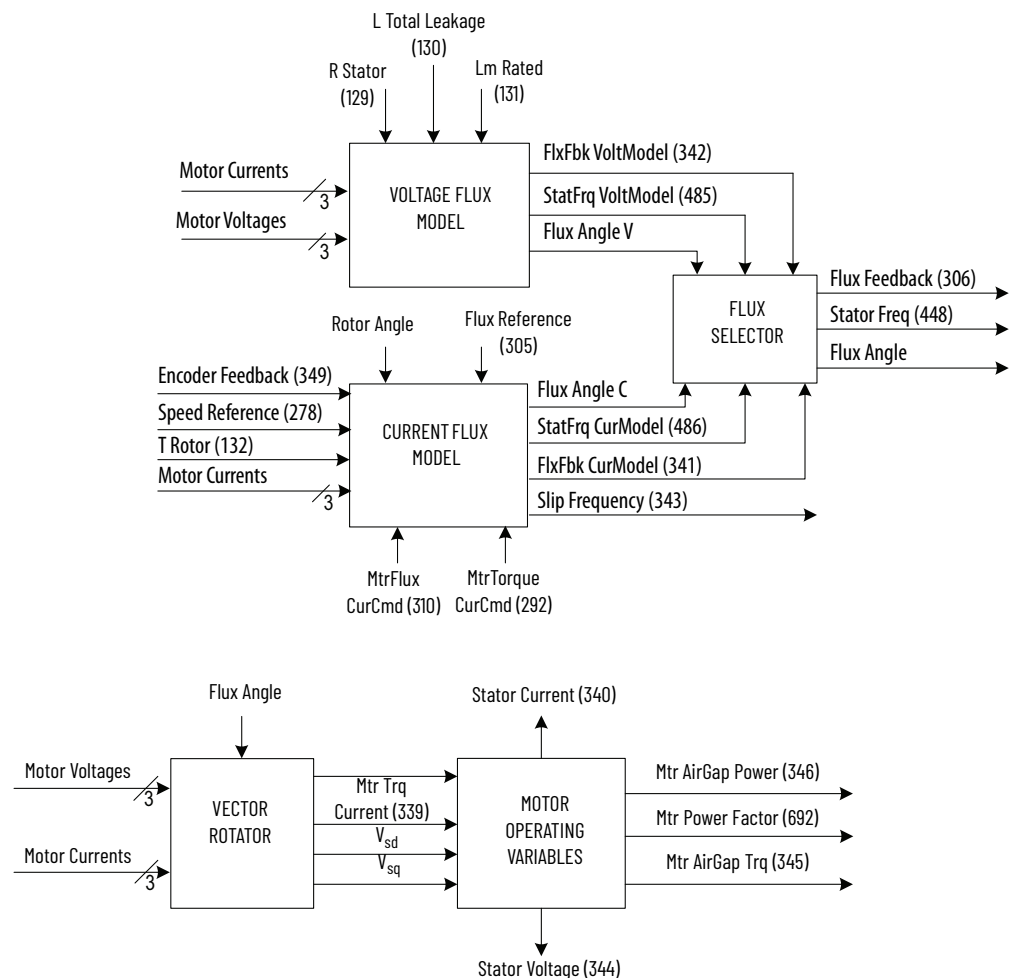 L Total Leakage
(130)
R Stator
(129)
Lm Rated
(131)
Motor Currents
3
Motor Voltages
3
VOLTAGE FLUX
MODEL
FlxFbk VoltModel (342)
StatFrq VoltModel (485)
Flux Angle V
FLUX
SELECTOR
Flux Feedback (306)
Stator Freq (448)
Flux Angle
Rotor Angle
Flux Reference
(305)
Encoder Feedback (349)
Speed Reference (278)
T Rotor (132)
Motor Currents
3
CURRENT FLUX
MODEL
Flux Angle C
StatFrq CurModel (486)
FlxFbk CurModel (341)
Slip Frequency (343)
MtrFlux
CurCmd (310)
MtrTorque
CurCmd (292)
Flux Angle
Stator Current (340)
Motor Voltages
3
Motor Currents
3
VECTOR
ROTATOR
Mtr Trq
Current (339)
Vsd
Vsq
MOTOR
OPERATING
VARIABLES
Mtr AirGap Power (346)
Mtr Power Factor (692)
Mtr AirGap Trq (345)
Stator Voltage (344)